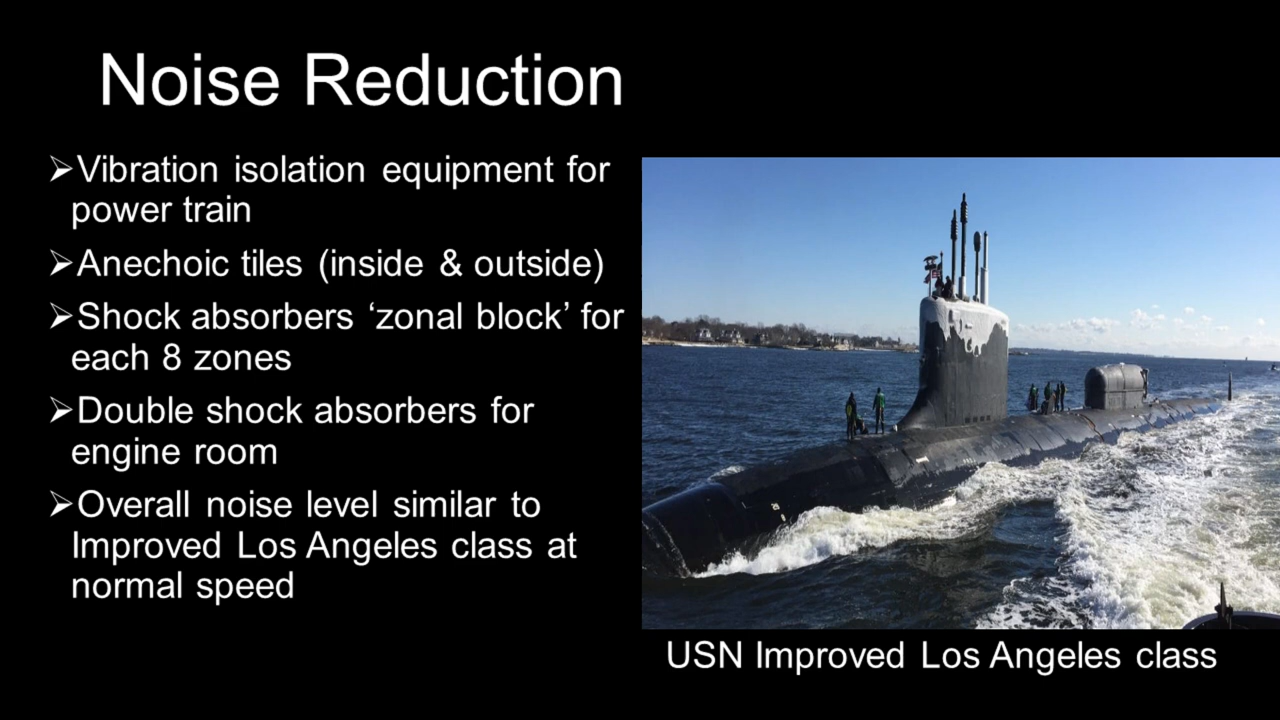 Noise Reduction
➢Vibration isolation equipment for
power train
➢Anechoic tiles (inside & outside)
➢Shock absorbers ‘zonal block’ for
each 8 zones
➢Double shock absorbers for
engine room
➢Overall noise level similar to
Improved Los Angeles class at
normal speed
USN Improved Los Angeles class